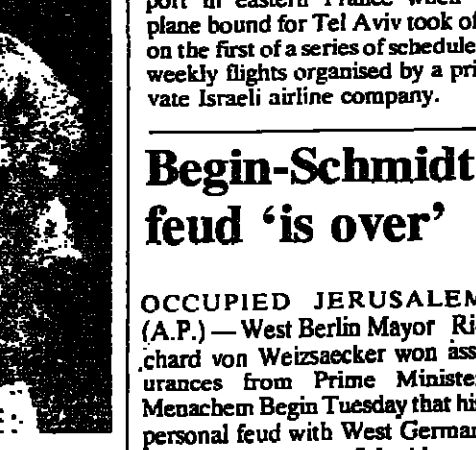 port in eastern France when
plane bound for Tel Aviv took of
on the first of a series of schedule
weekly flights organised by a pri
vate Israeli airline company.
Begin-Schmidt
feud ‘is over’
OCCUPIED JERUSALEM
(A.P.) — West Berlin Mayor Ri
chard von Weizsaecker won ass
urances from Prime Ministe
Menachem Begin Tuesday that his
personal feud with West German